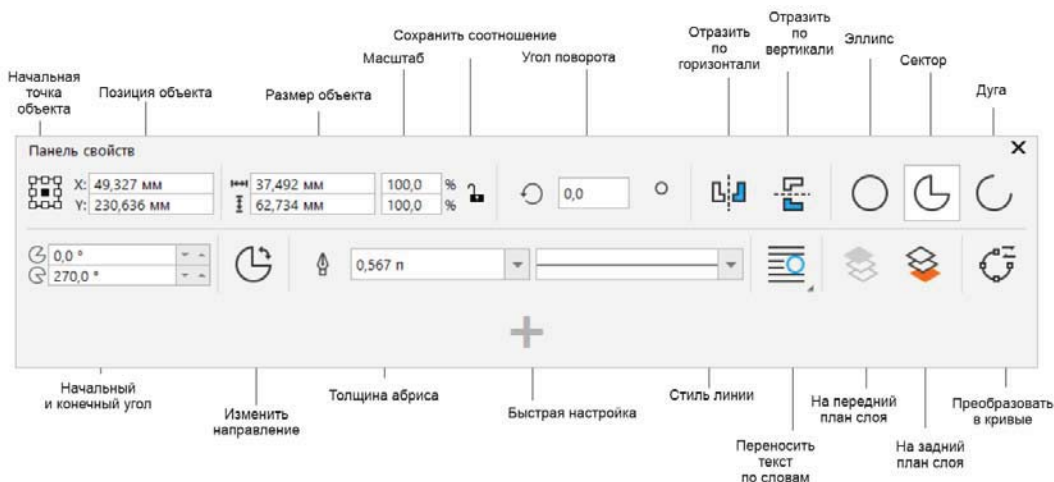 Сохранить соотношение
Отразить
по
горизонтали
Отразить
по
вертикали
Эллипс
Масштаб
Угол поворота
Сектор
Начальная
точка
объекта
Позиция объекта
Размер объекта
Дуга
Панель свойств
X: 49,327 мм
Y: 230,636 мм
37,492 мм
62,734 мм
100,0 %
100,0 %
0,0
0,0 °
270,0 °
0,567 п
Начальный
и конечный угол
Изменить
направление
Толщина абриса
Быстрая настройка
Стиль линии
Переносить
текст
по словам
На передний
план слоя
На задний
план слоя
Преобразовать
в кривые